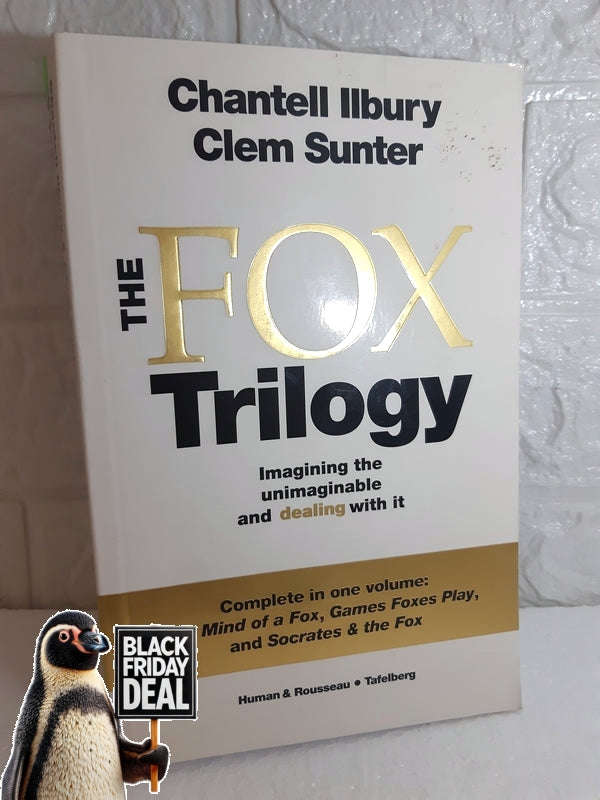 Chantell Ilbury
Clem Sunter
THE
FOX
Trilogy
Imagining the
unimaginable
and dealing with it
Complete in one volume:
Mind of a Fox, Games Foxes Play,
and Socrates & the Fox
Human & Rousseau • Tafelberg
BLACK
FRIDAY
DEAL